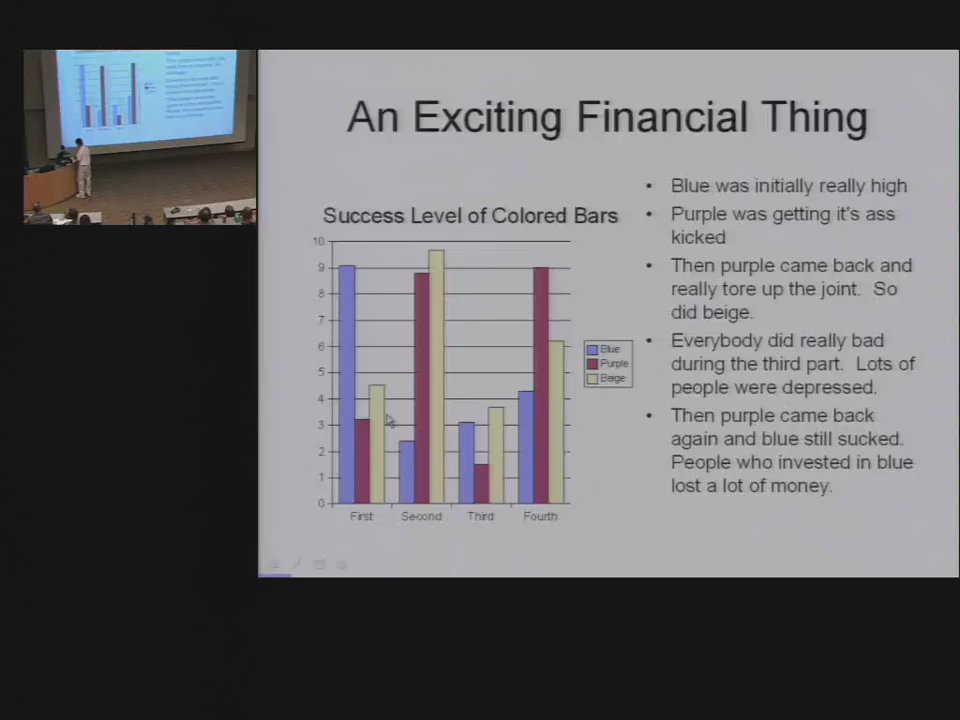 An Exciting Financial Thing
Success Level of Colored Bars
10
9
8
7
6
5
4
3
2
1
0
First
Second
Third
Fourth
Blue
Purple
Beige
• Blue was initially really high
• Purple was getting it's ass
kicked
• Then purple came back and
really tore up the joint. So
did beige.
• Everybody did really bad
during the third part. Lots of
people were depressed.
• Then purple came back
again and blue still sucked.
People who invested in blue
lost a lot of money.